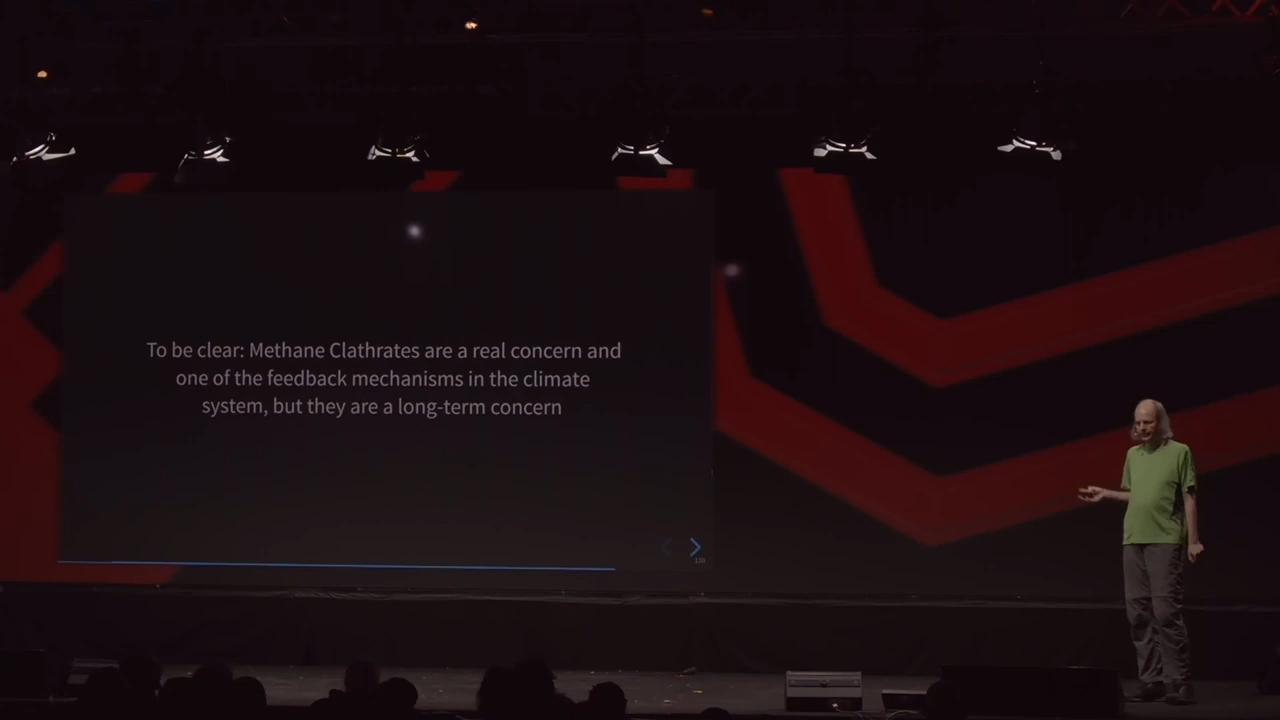 To be clear: Methane Clathrates are a real concern and
one of the feedback mechanisms in the climate
system, but they are a long-term concern